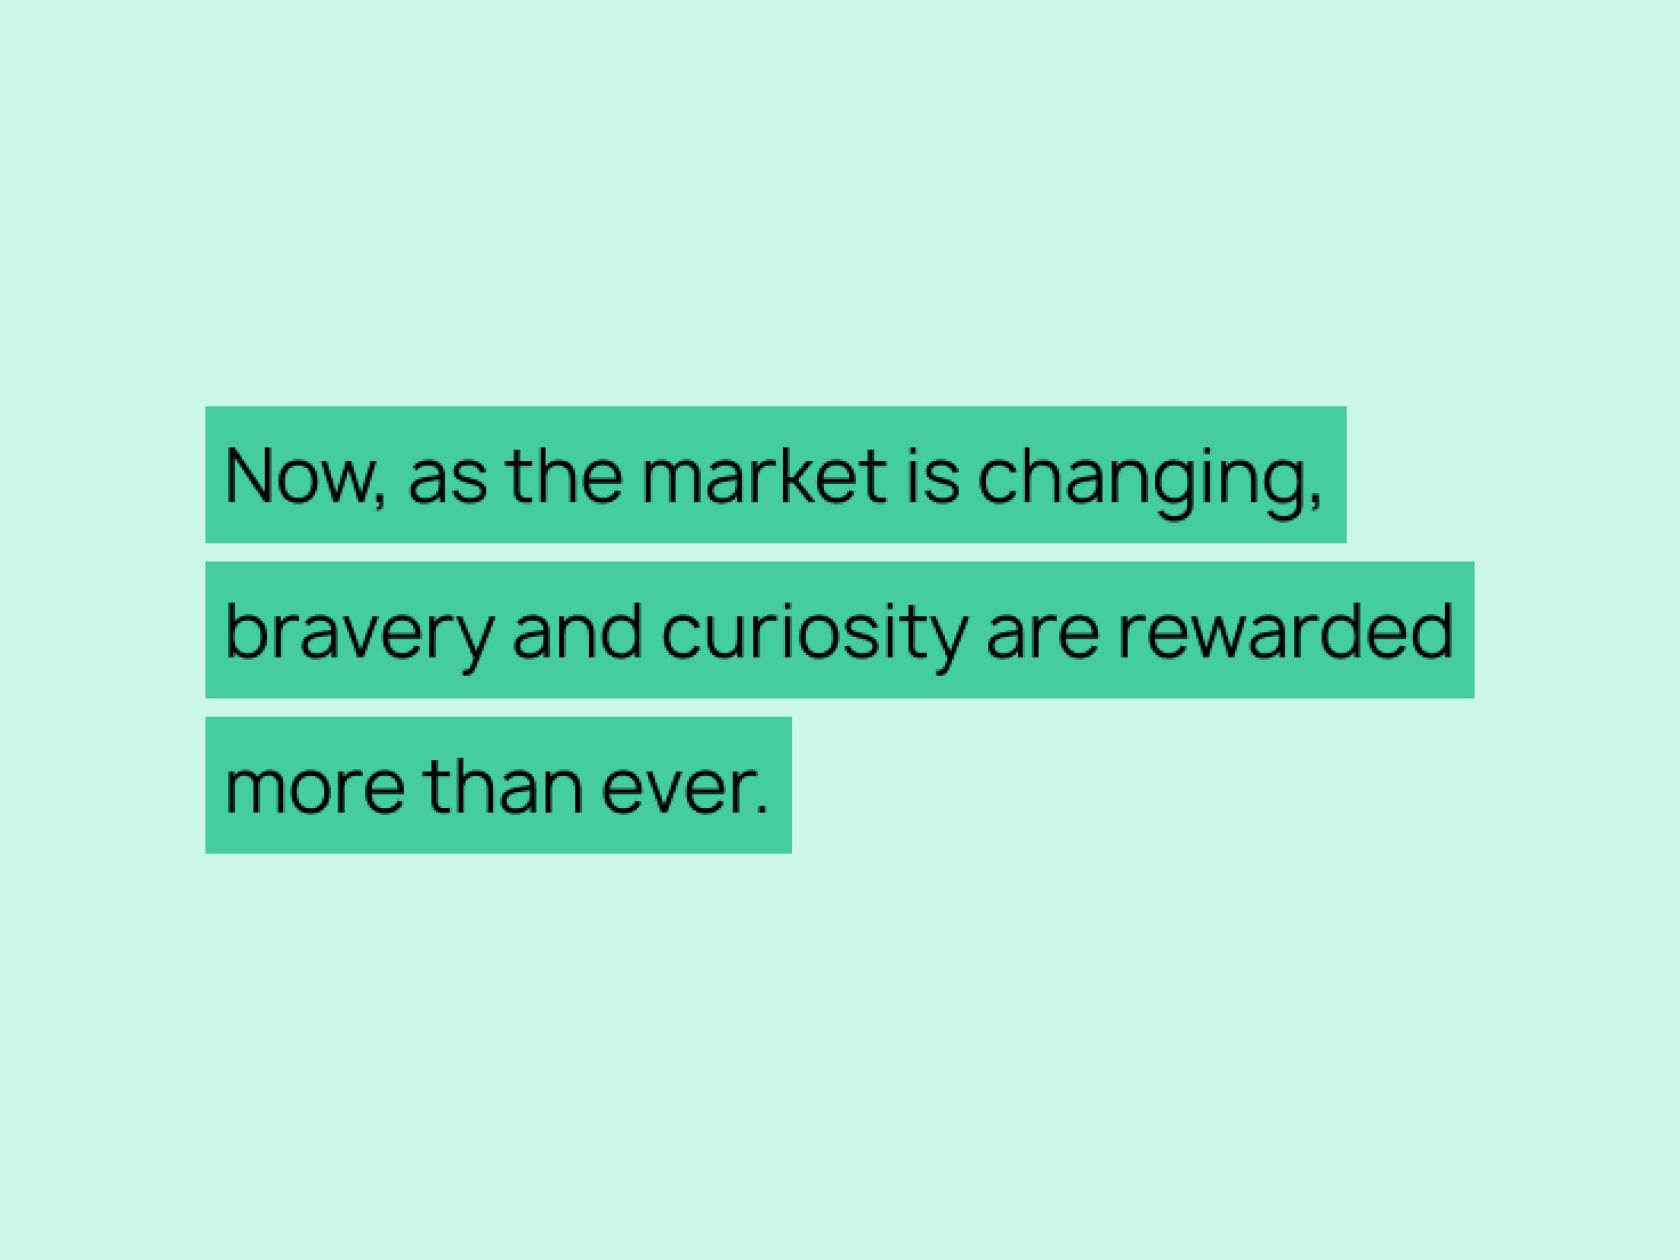 Now, as the market is changing,
bravery and curiosity are rewarded
more than ever.